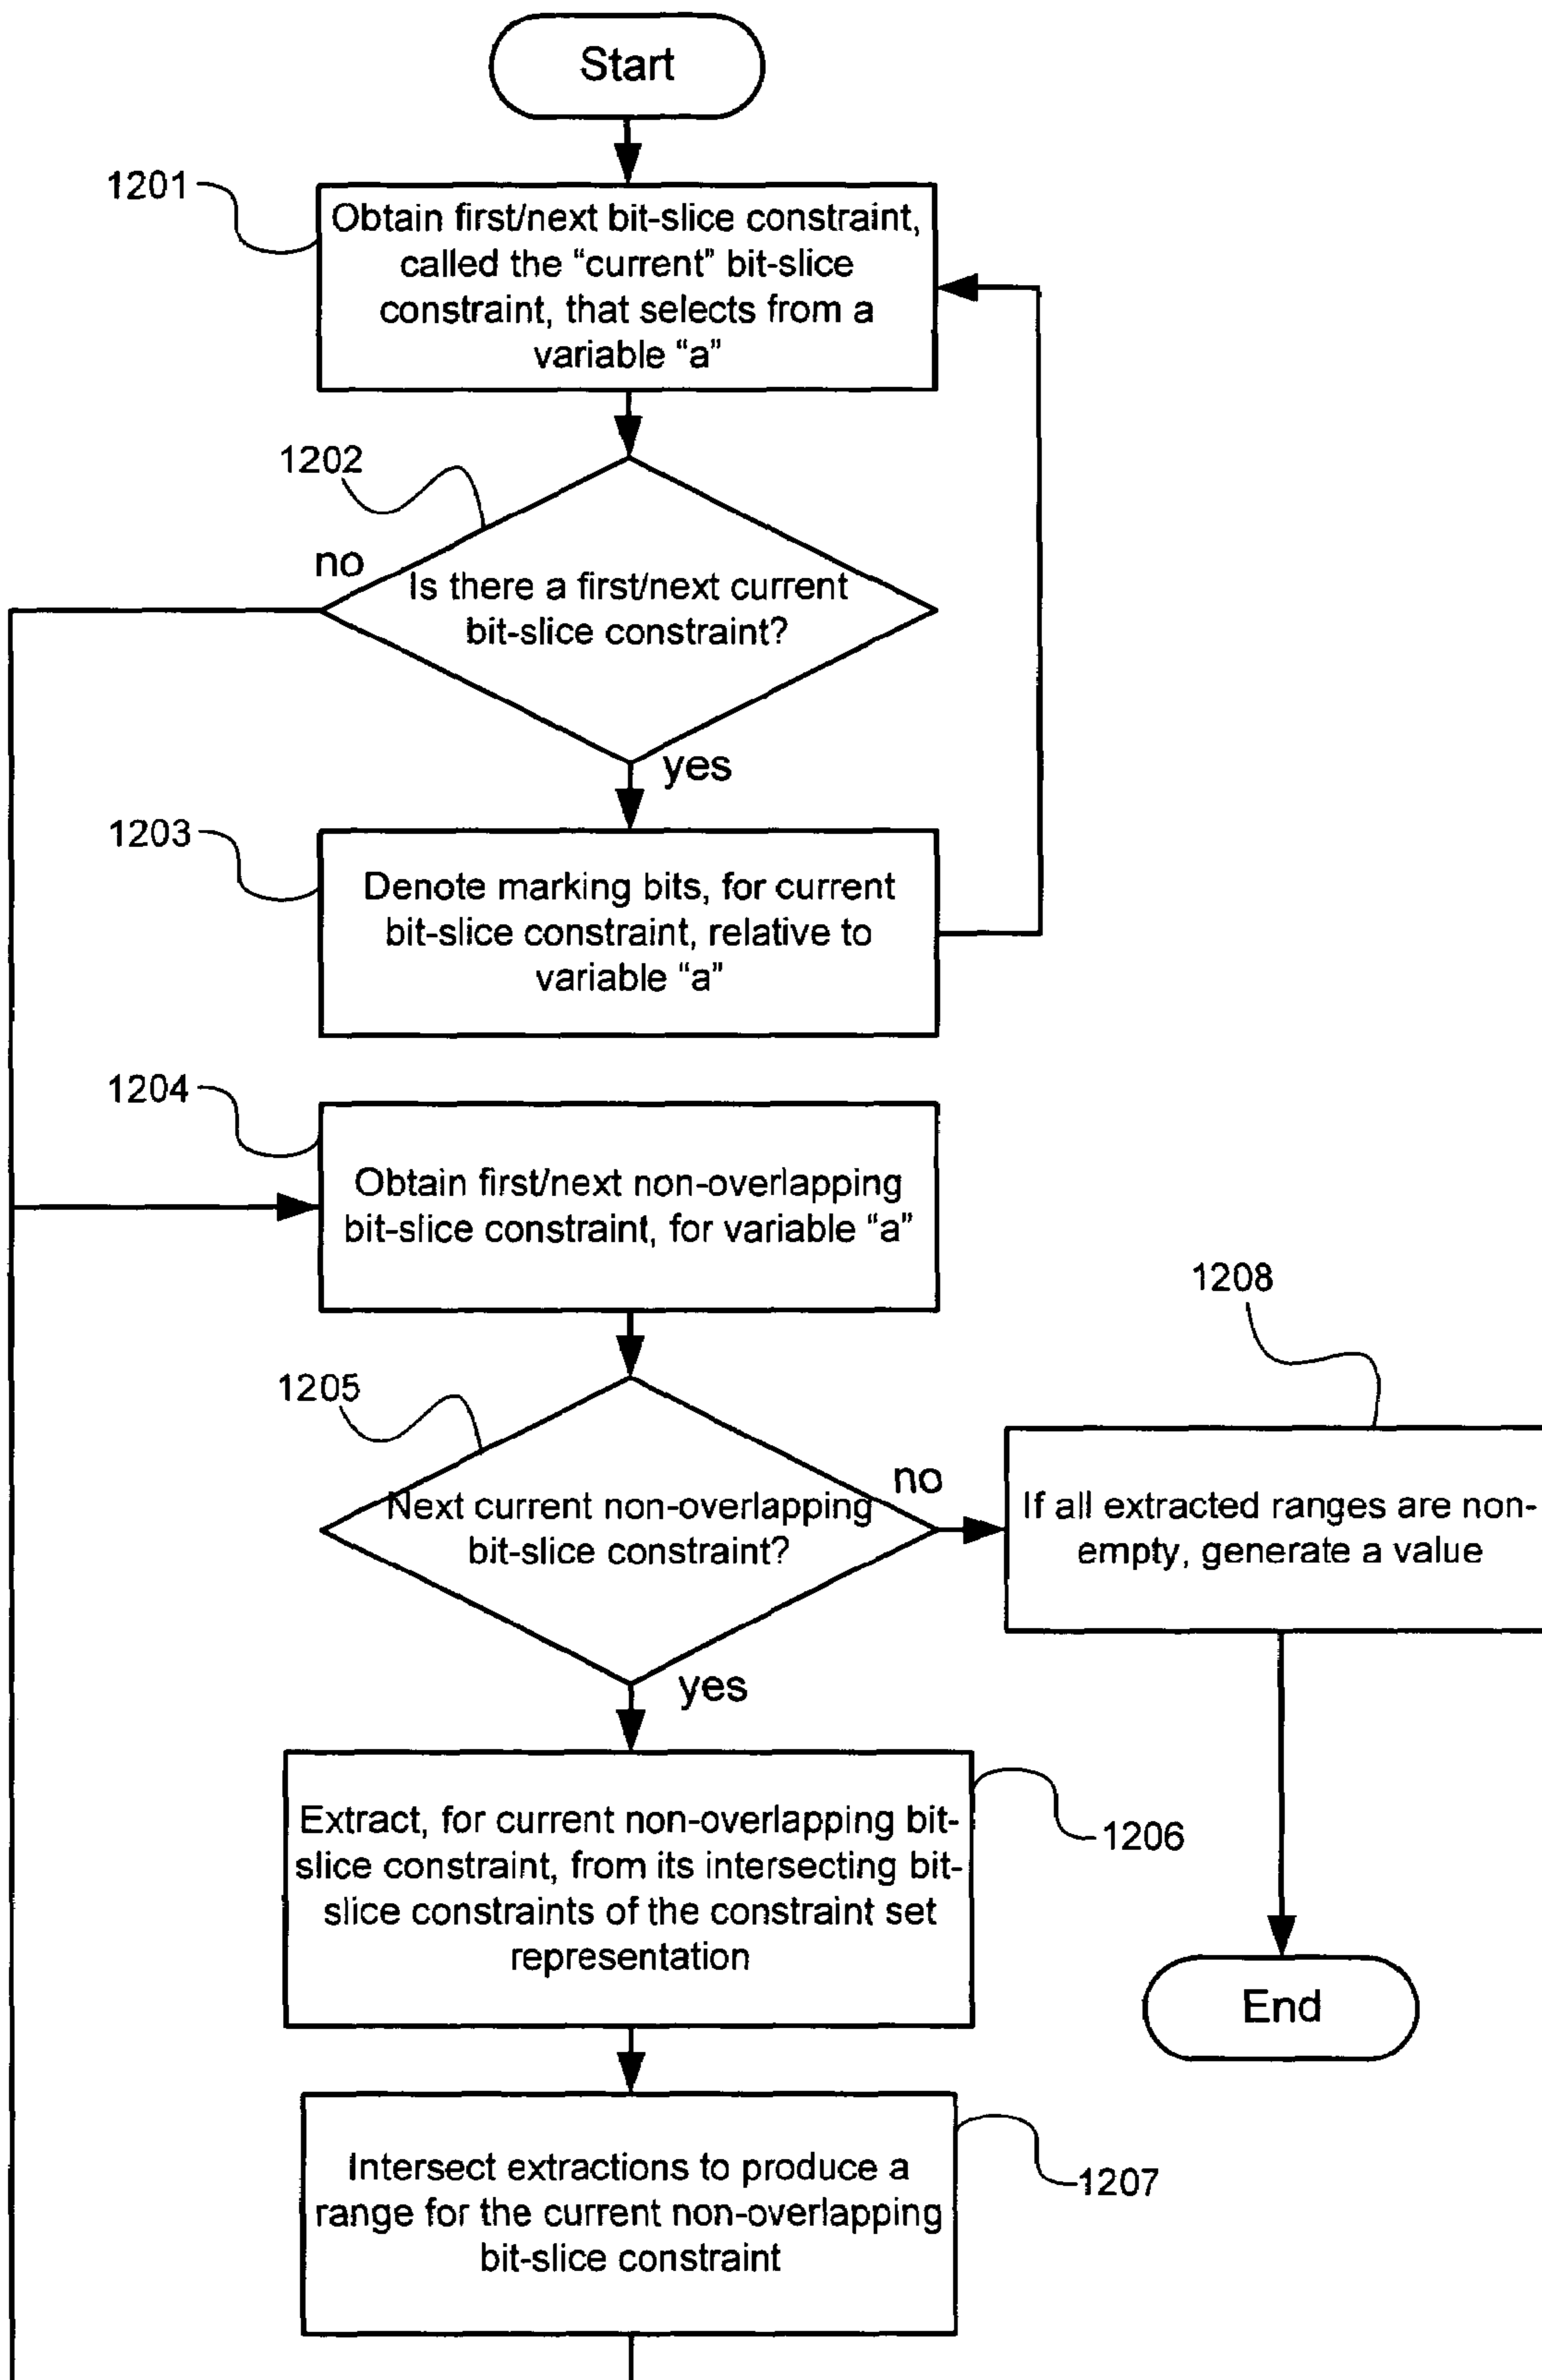 Start
1201
Obtain first/next bit-slice constraint,
called the “current” bit-slice
constraint, that selects from a
variable “a”
1202
no
Is there a first/next current
bit-slice constraint?
yes
1203
Denote marking bits, for current
bit-slice constraint, relative to
variable “a”
1204
Obtain first/next non-overlapping
bit-slice constraint, for variable “a”
1205
Next current non-overlapping
bit-slice constraint?
no
1208
If all extracted ranges are non-
empty, generate a value
yes
Extract, for current non-overlapping bit-
slice constraint, from its intersecting bit-
slice constraints of the constraint set
representation
1206
End
Intersect extractions to produce a
range for the current non-overlapping
bit-slice constraint
1207